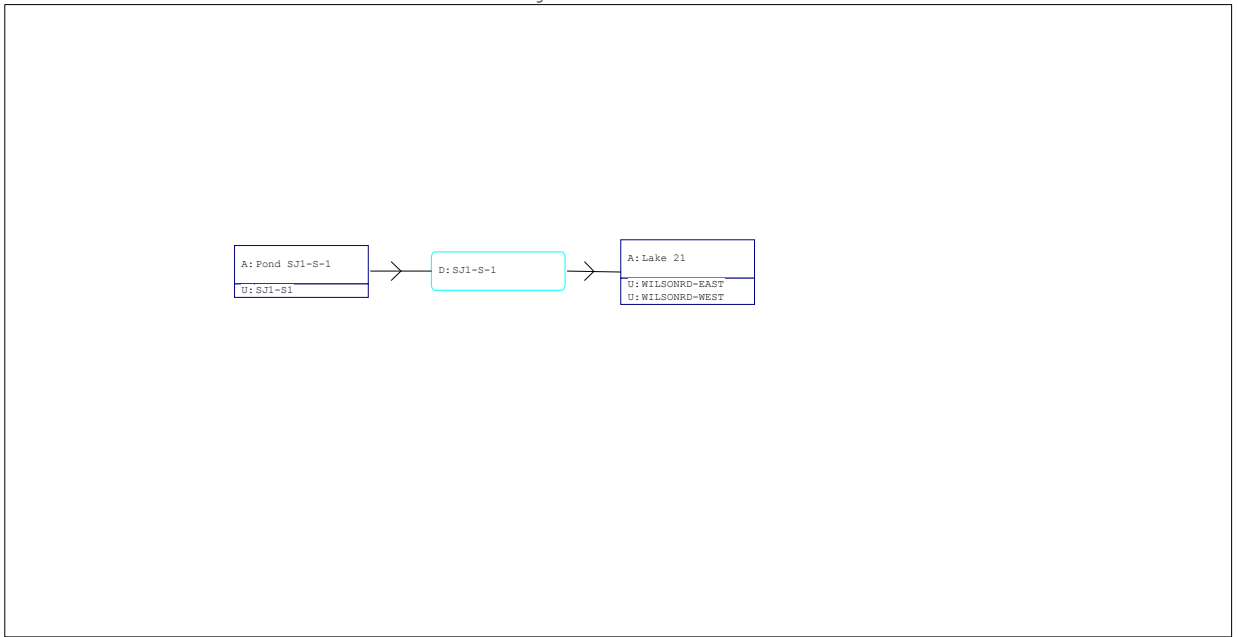 A:Pond SJ1-S-1
U:SJ1-S1
D:SJ1-S-1
A:Lake 21
U:WILSONRD-EAST
U:WILSONRD-WEST